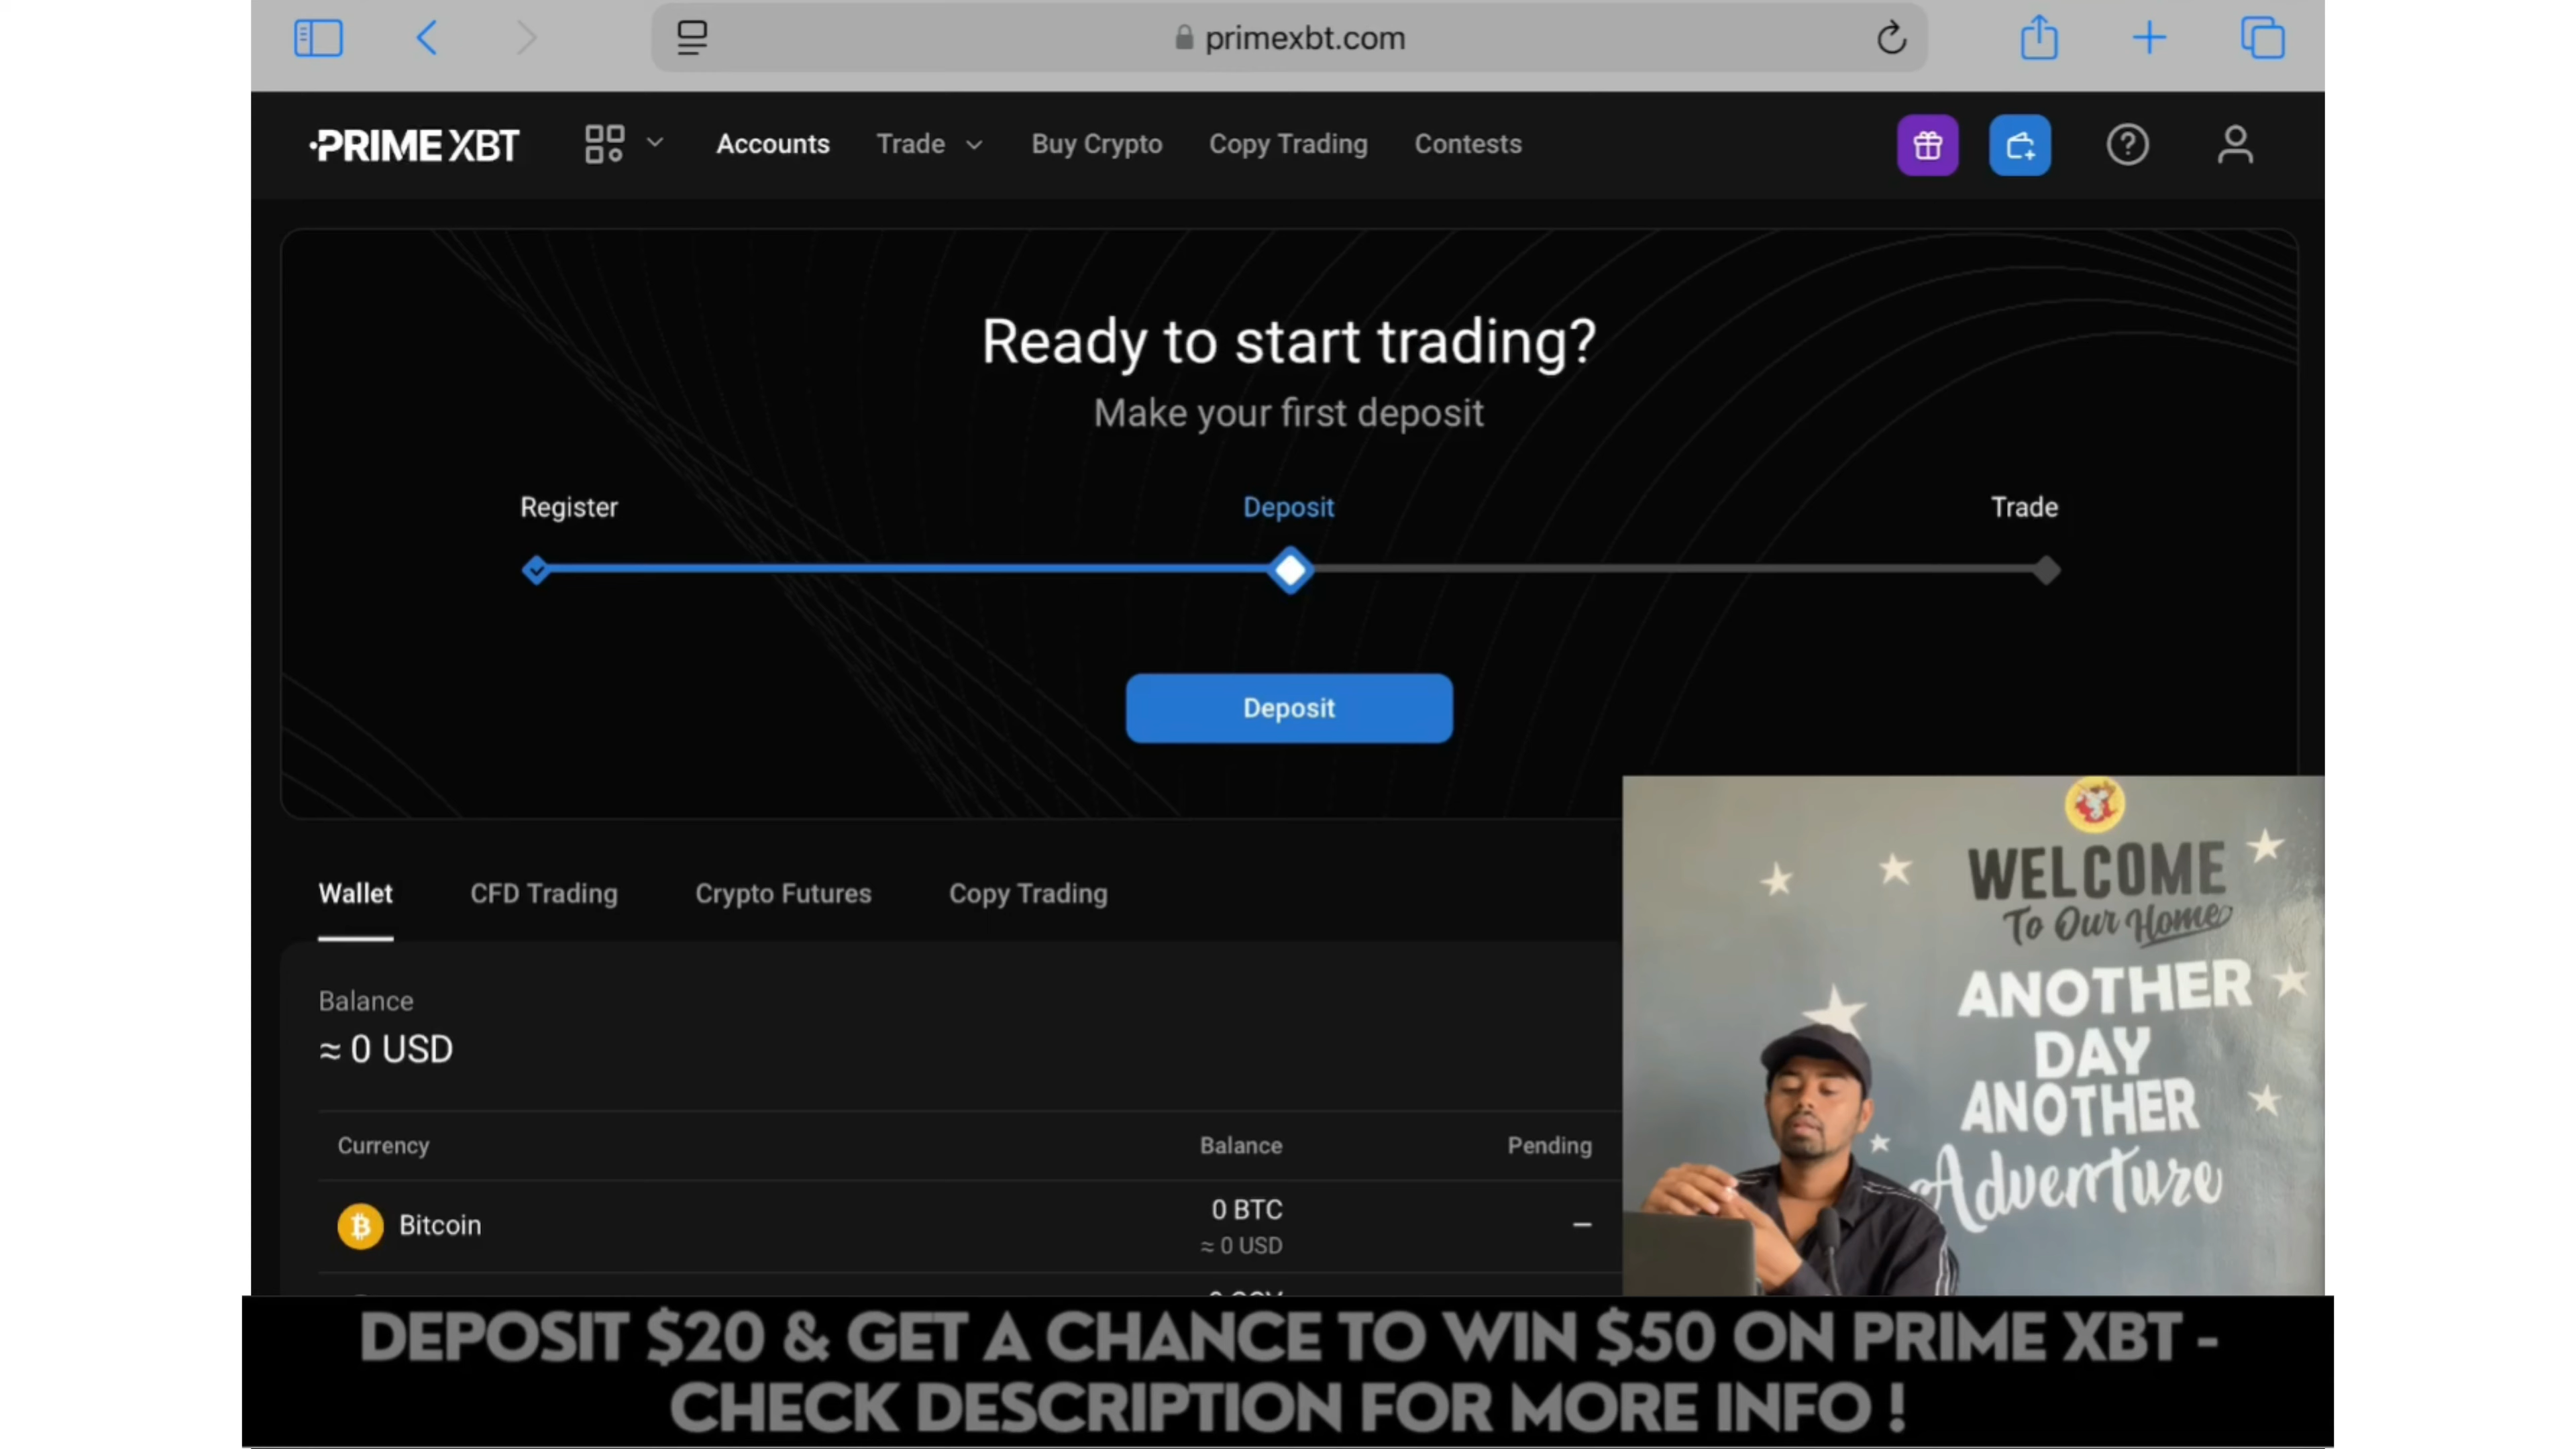 primexbt.com
PRIME XBT
Accounts
Trade
Buy Crypto
Copy Trading
Contests
Ready to start trading?
Make your first deposit
Register
Deposit
Trade
Deposit
Wallet
CFD Trading
Crypto Futures
Copy Trading
Balance
≈ 0 USD
Currency
Balance
Pending
Bitcoin
0 BTC
–
≈ 0 USD
WELCOME
To Our Home
ANOTHER
DAY
ANOTHER
Adventure
DEPOSIT $20 & GET A CHANCE TO WIN $50 ON PRIME XBT -
CHECK DESCRIPTION FOR MORE INFO !